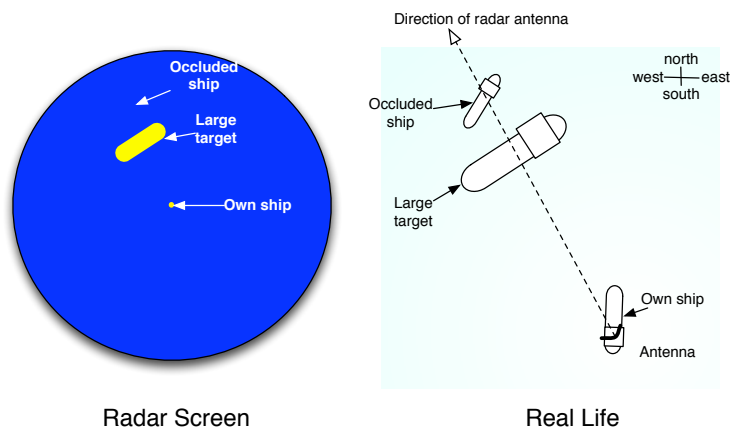 Direction of radar antenna
Occluded
ship
Large
target
Own ship
north
west
east
south
Occluded
ship
Large
target
Own ship
Antenna
Radar Screen
Real Life